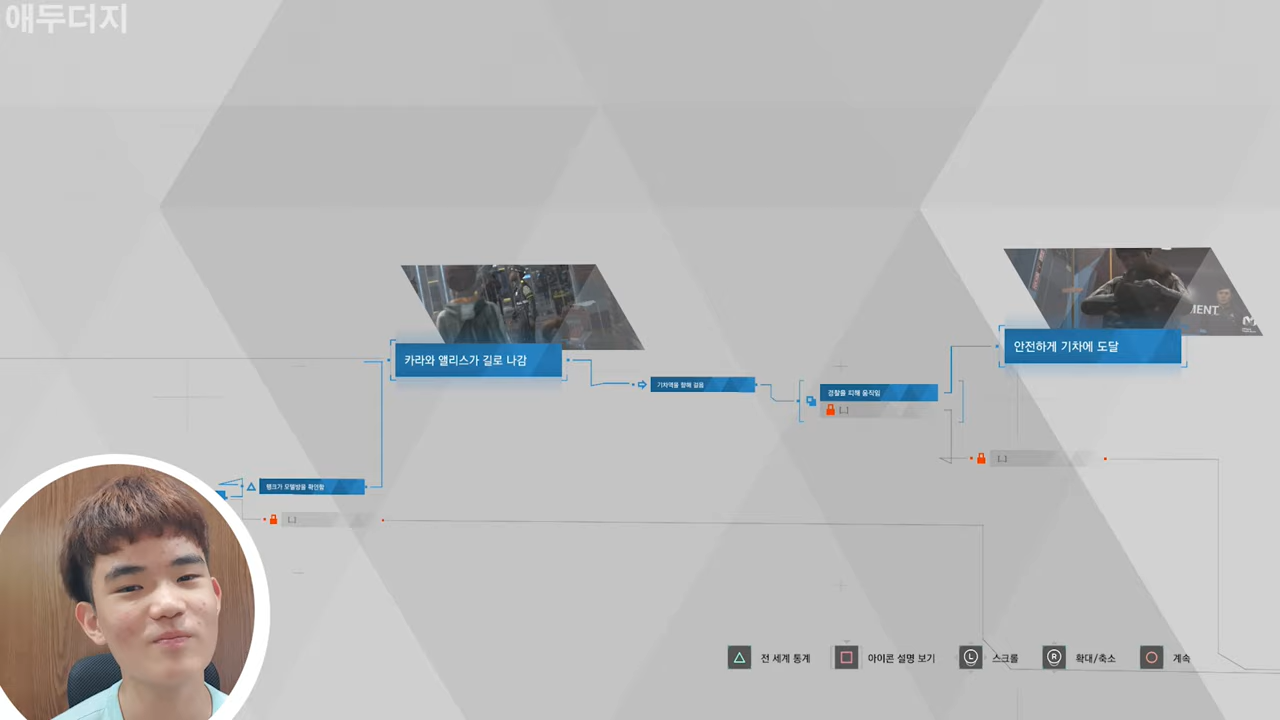 애두더지
MENT
카라와 앨리스가 길로 나감
안전하게 기차에 도달
기차역을 향해 걸음
경찰을 피해 움직임
[...]
[...]
랭크가 모텔방을 확인함
[...]
전 세계 통계
아이콘 설명 보기
L
스크롤
R
확대/축소
계속